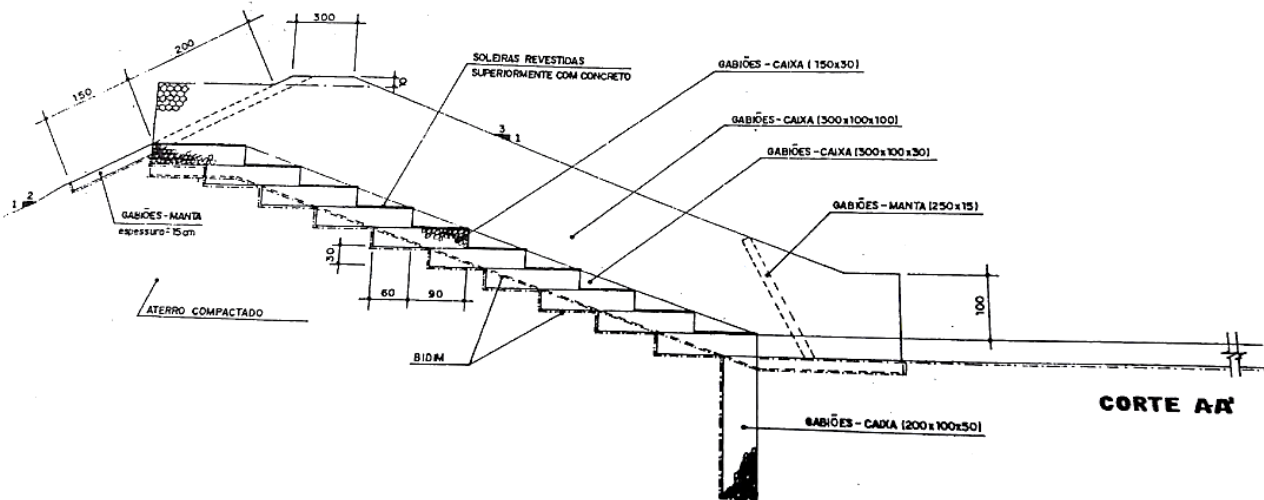 300
200
150
SOLEIRAS REVESTIDAS
SUPERIORMENTE COM CONCRETO
GABIÕES-CAIXA (150x30)
GABIÕES-CAIXA (300x100x100)
GABIÕES-CAIXA (300x100x30)
3
1
2
1
GABIÕES-MANTA
espessura=15cm
GABIÕES-MANTA (250x15)
30
60
90
100
ATERRO COMPACTADO
BIDIM
CORTE AA'
GABIÕES-CAIXA (200x100x50)